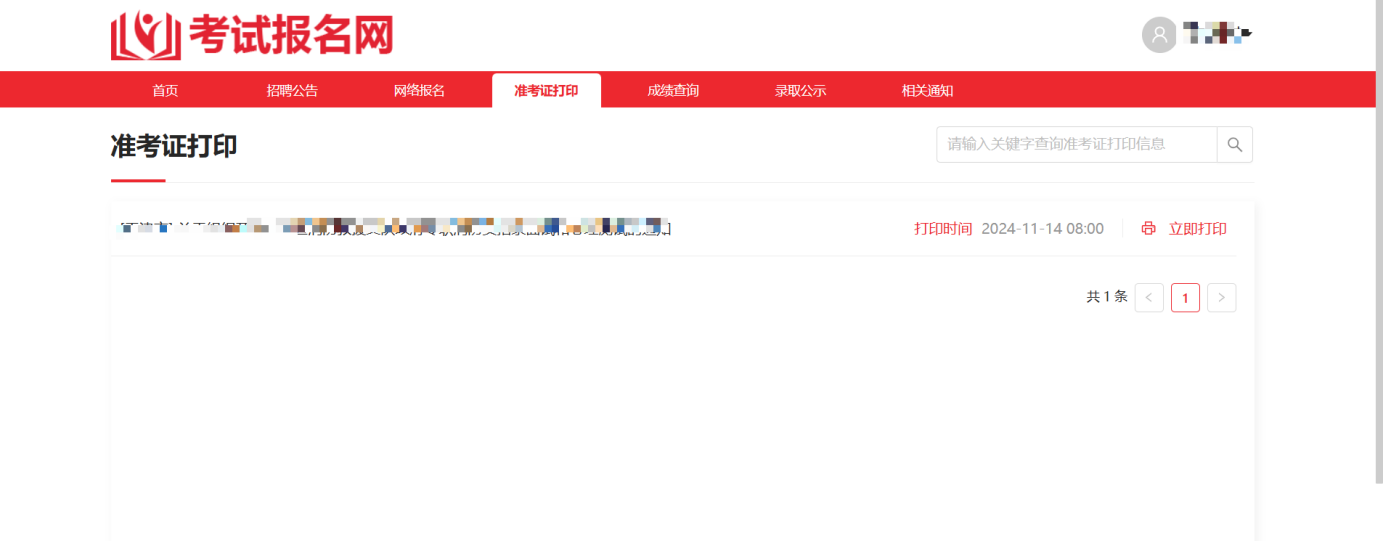 考试报名网
首页 招聘公告 网络报名 准考证打印 成绩查询 录取公示 相关通知
准考证打印
请输入关键字查询准考证打印信息
打印时间 2024-11-14 08:00 立即打印
共 1 条 < 1 >